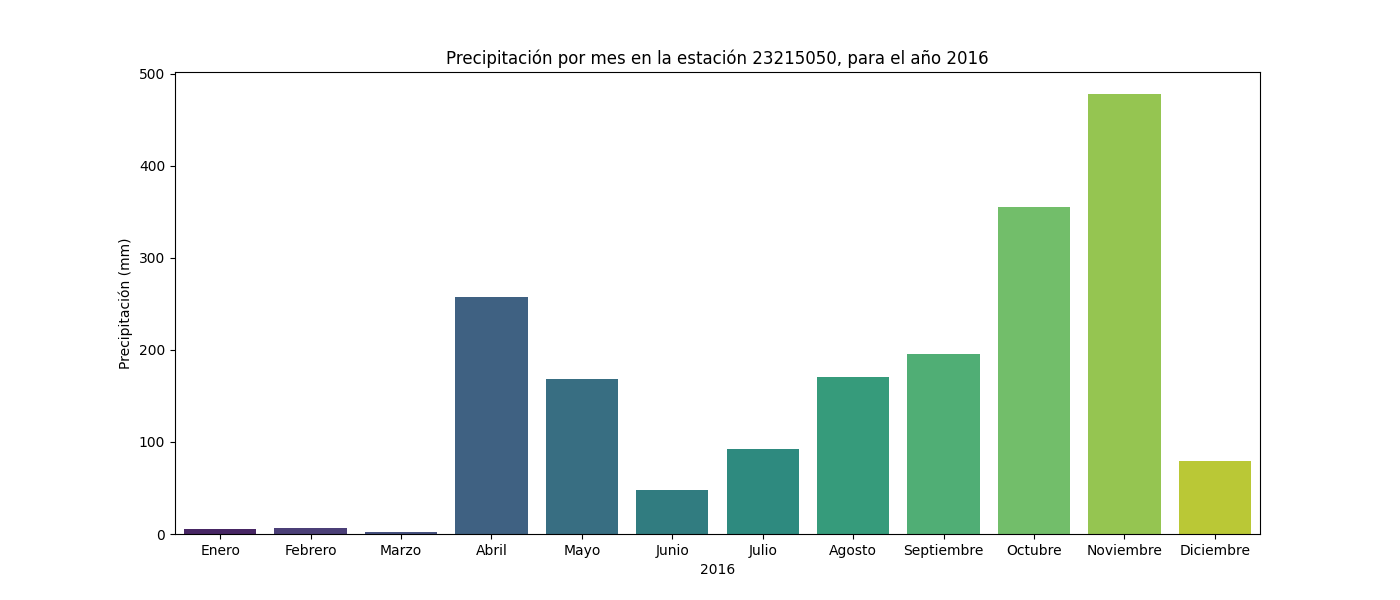 Precipitación por mes en la estación 23215050, para el año 2016
500
400
300
200
100
0
Precipitación (mm)
Enero Febrero Marzo Abril Mayo Junio Julio Agosto Septiembre Octubre Noviembre Diciembre
2016